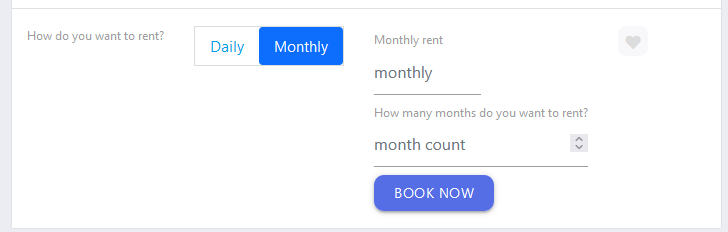 How do you want to rent?
Daily
Monthly
Monthly rent
monthly
How many months do you want to rent?
month count
BOOK NOW